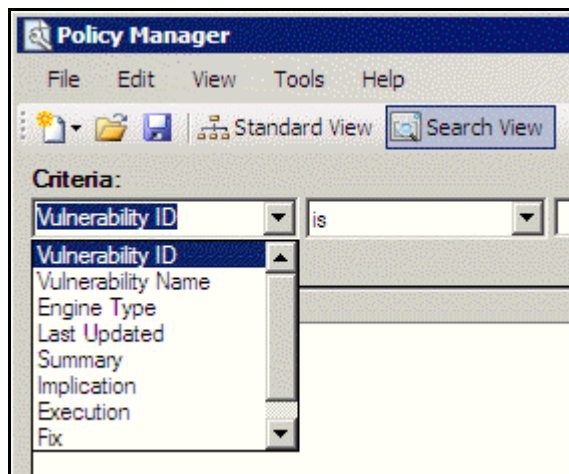 Policy Manager
File Edit View Tools Help
Standard View Search View
Criteria:
Vulnerability ID is
Vulnerability ID
Vulnerability Name
Engine Type
Last Updated
Summary
Implication
Execution
Fix